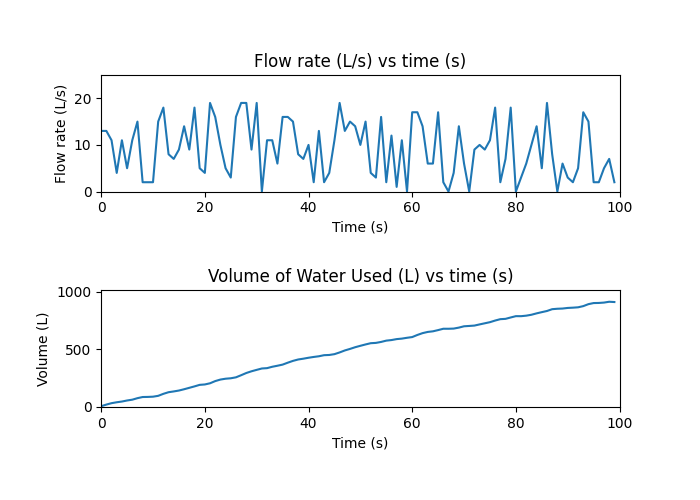 Flow rate (L/s) vs time (s)
Flow rate (L/s)
20
10
0
0 20 40 60 80 100
Time (s)
Volume of Water Used (L) vs time (s)
Volume (L)
1000
500
0
0 20 40 60 80 100
Time (s)